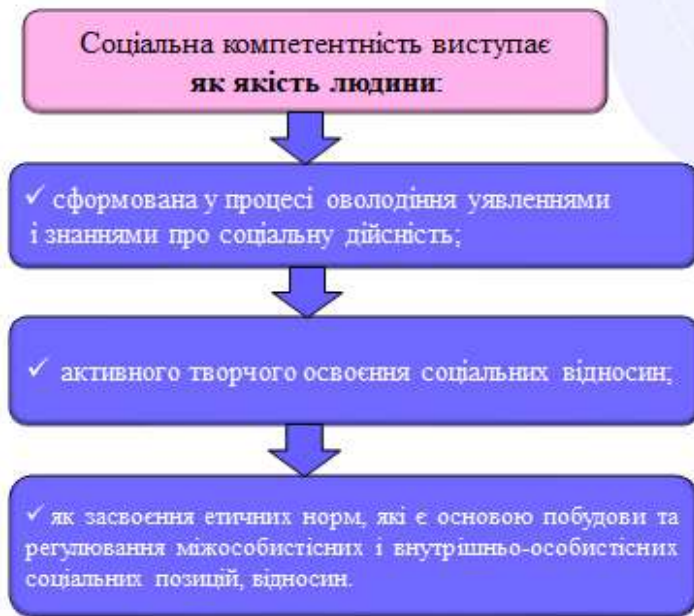 Соціальна компетентність виступає
як якість людини:
✓ сформована у процесі оволодіння уявленнями
і знаннями про соціальну дійсність;
✓ активного творчого освоєння соціальних відносин;
✓ як засвоєння етичних норм, які є основою побудови та
регулювання міжособистісних і внутрішньо-особистісних
соціальних позицій, відносин.